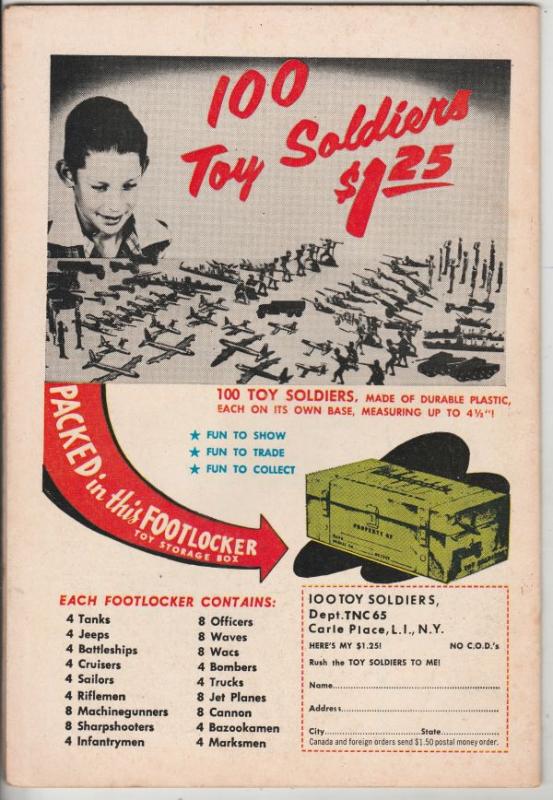 100
Toy Soldiers
$1.25
100 TOY SOLDIERS, MADE OF DURABLE PLASTIC,
EACH ON ITS OWN BASE, MEASURING UP TO 4½"!
★ FUN TO SHOW
★ FUN TO TRADE
★ FUN TO COLLECT
PACKED in this FOOTLOCKER
TOY STORAGE BOX
PROPERTY OF
EACH FOOTLOCKER CONTAINS:
4 Tanks
4 Jeeps
4 Battleships
4 Cruisers
4 Sailors
4 Riflemen
8 Machinegunners
8 Sharpshooters
4 Infantrymen
8 Officers
8 Waves
8 Wacs
4 Bombers
4 Trucks
8 Jet Planes
8 Cannon
4 Bazookamen
4 Marksmen
100 TOY SOLDIERS,
Dept. TNC65
Carle Place, L.I., N.Y.
HERE'S MY $1.25! NO C.O.D.'s
Rush the TOY SOLDIERS TO ME!
Name
Address
City State
Canada and foreign orders send $1.50 postal money order.